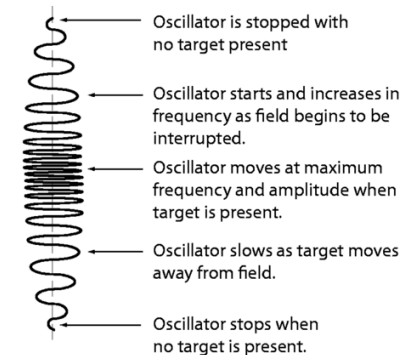 Oscillator is stopped with
no target present
Oscillator starts and increases in
frequency as field begins to be
interrupted.
Oscillator moves at maximum
frequency and amplitude when
target is present.
Oscillator slows as target moves
away from field.
Oscillator stops when
no target is present.